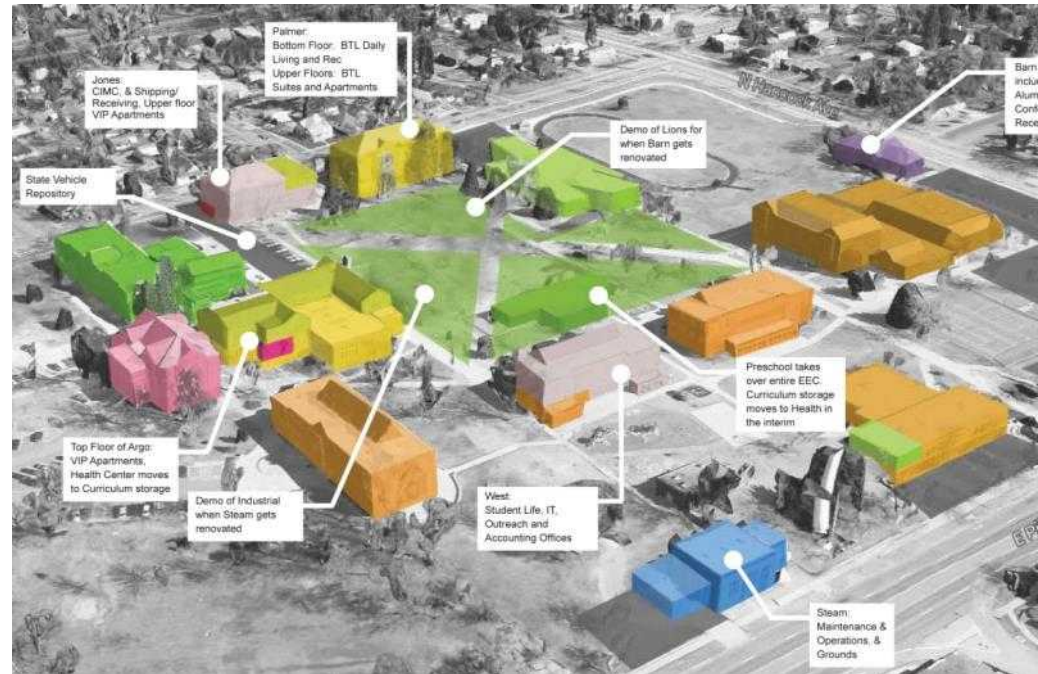 Palmer:
Bottom Floor: BTL Daily
Living and Rec
Upper Floors: BTL
Suites and Apartments
Jones:
CIMC, & Shipping/
Receiving, Upper floor
VIP Apartments
N Hancock Ave
Barn
inclu
Alum
Conf
Rece
Demo of Lions for
when Barn gets
renovated
State Vehicle
Repository
Preschool takes
over entire EEC.
Curriculum storage
moves to Health in
the interim
Top Floor of Argo:
VIP Apartments,
Health Center moves
to Curriculum storage
Demo of Industrial
when Steam gets
renovated
West:
Student Life, IT,
Outreach and
Accounting Offices
E P
Steam:
Maintenance &
Operations, &
Grounds